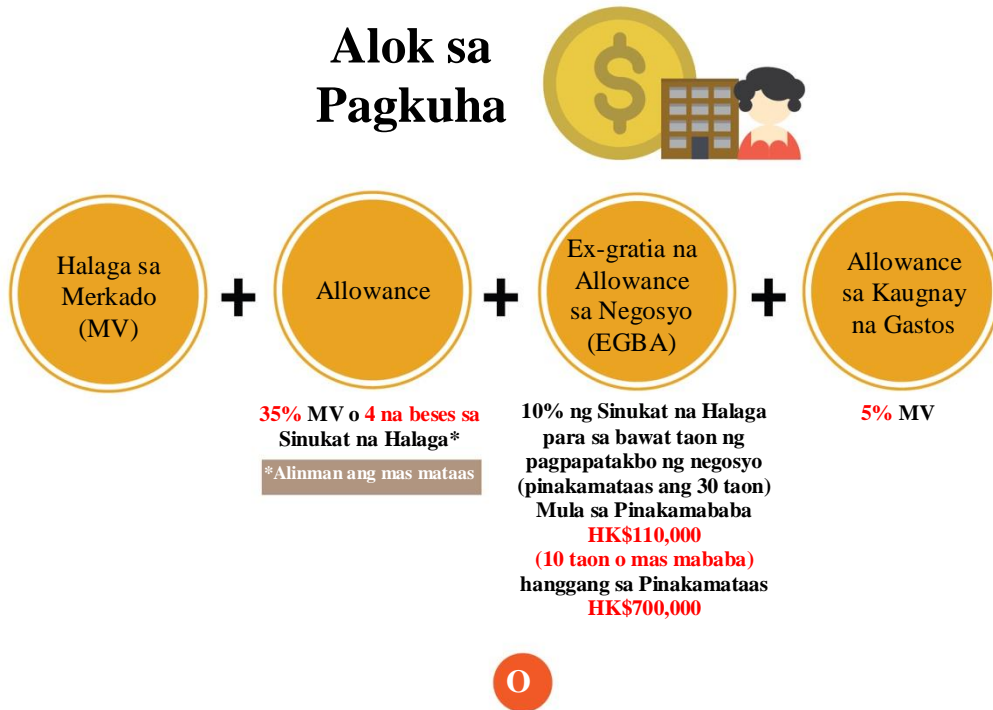 Alok sa
Pagkuha
$
Halaga sa
Merkado
(MV)
+
Allowance
+
Ex-gratia na
Allowance
sa Negosyo
(EGBA)
+
Allowance
sa Kaugnay
na Gastos
35% MV o 4 na beses sa
Sinukat na Halaga*
*Alinman ang mas mataas
10% ng Sinukat na Halaga
para sa bawat taon ng
pagpapatakbo ng negosyo
(pinakamataas ang 30 taon)
Mula sa Pinakamababa
HK$110,000
(10 taon o mas mababa)
hanggang sa Pinakamataas
HK$700,000
5% MV
O